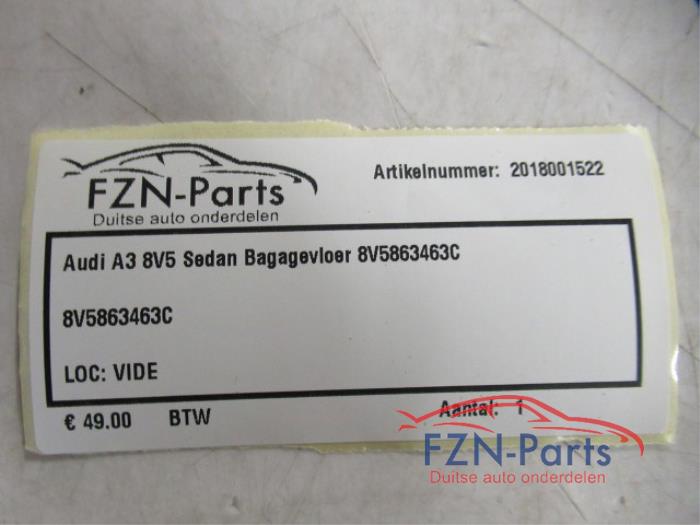 FZN-Parts
Duitse auto onderdelen
Artikelnummer: 2018001522
Audi A3 8V5 Sedan Bagagevloer 8V5863463C
8V5863463C
LOC: VIDE
€ 49.00 BTW
Aantal: 1
FZN-Parts
Duitse auto onderdelen